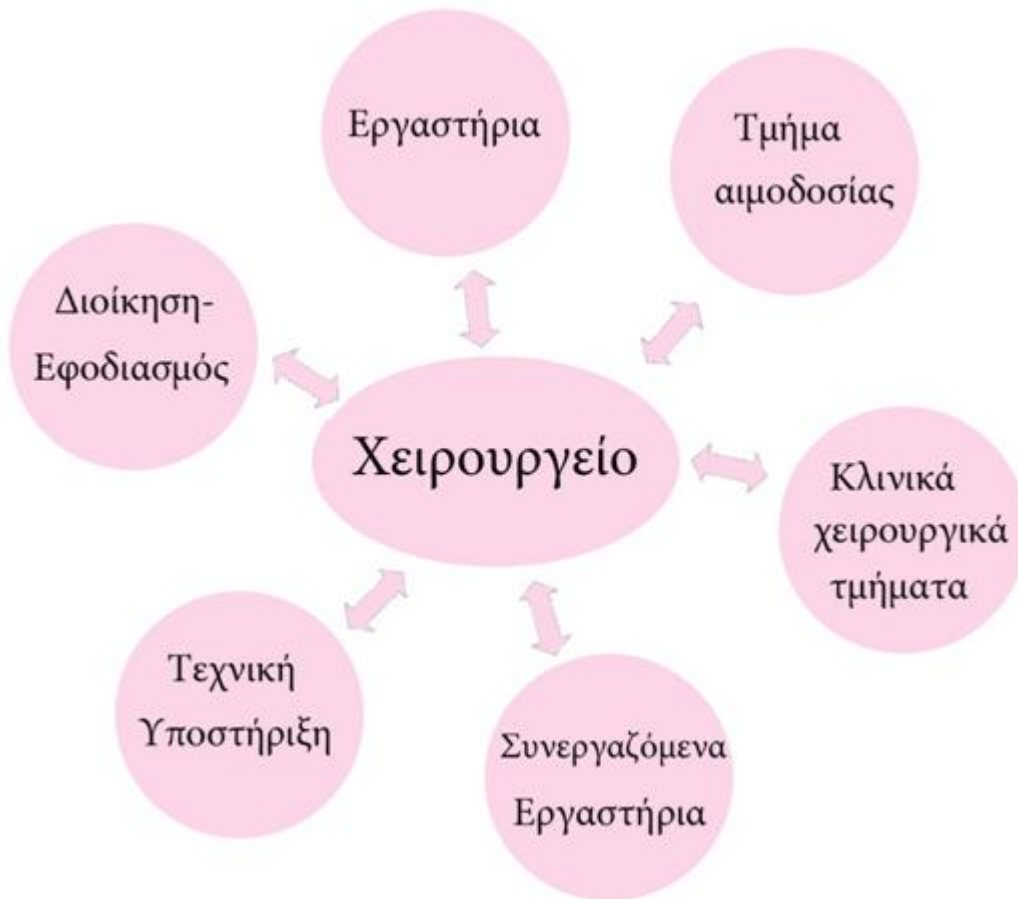 Εργαστήρια
Τμήμα
αιμοδοσίας
Διοίκηση-
Εφοδιασμός
Χειρουργείο
Κλινικά
χειρουργικά
τμήματα
Τεχνική
Υποστήριξη
Συνεργαζόμενα
Εργαστήρια